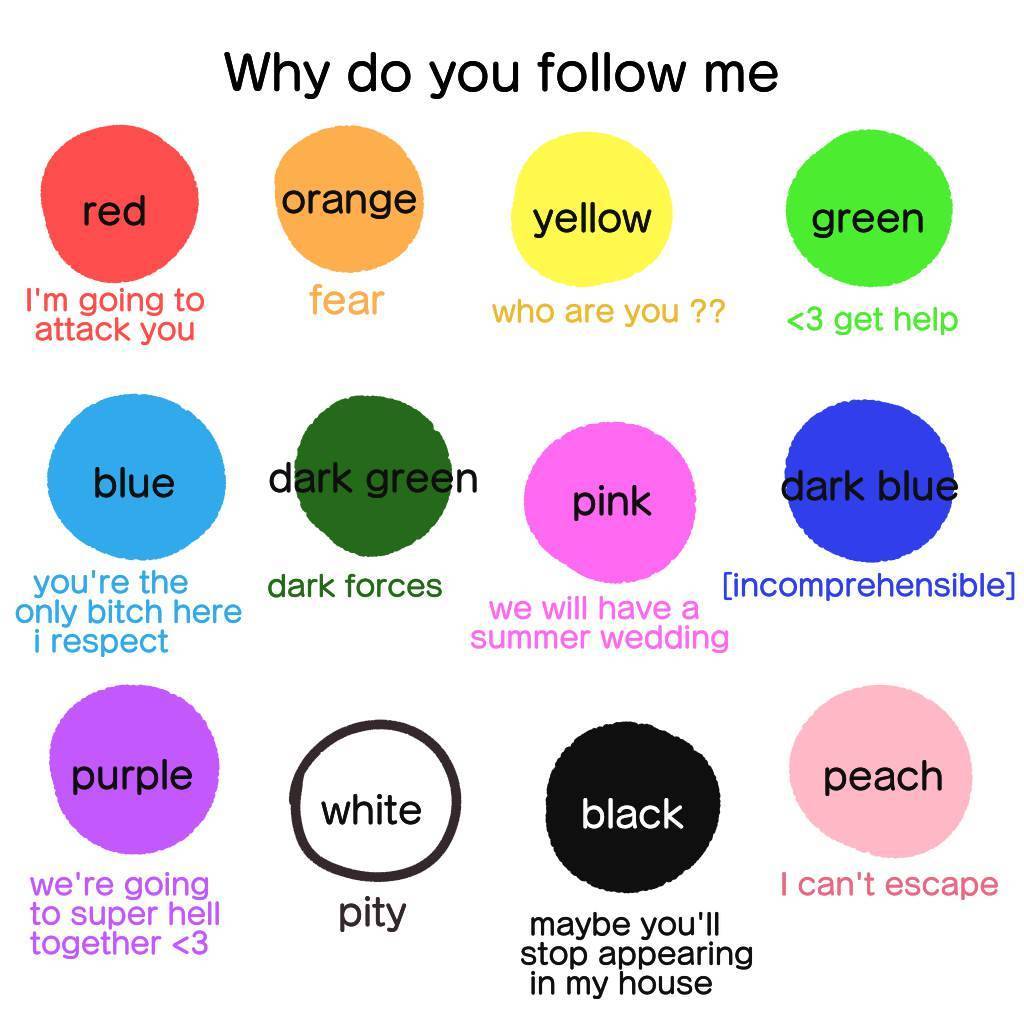 Why do you follow me
red
orange
yellow
green
I'm going to
attack you
fear
who are you ??
<3 get help
blue
dark green
pink
dark blue
you're the
only bitch here
i respect
dark forces
we will have a
summer wedding
[incomprehensible]
purple
white
black
peach
we're going
to super hell
together <3
pity
maybe you'll
stop appearing
in my house
I can't escape